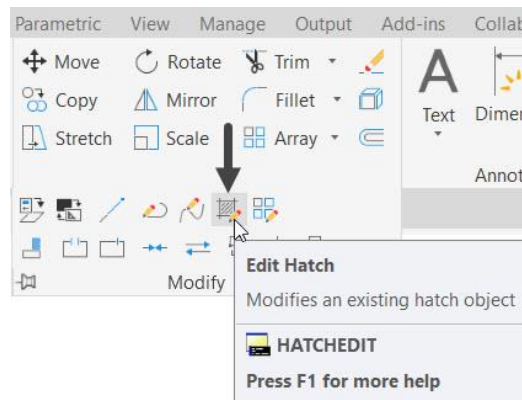 Parametric View Manage Output Add-ins Collab
Move Rotate Trim
Copy Mirror Fillet
Stretch Scale Array
Text Dimen
Annot
Modify
Edit Hatch
Modifies an existing hatch object
HATCHEDIT
Press F1 for more help